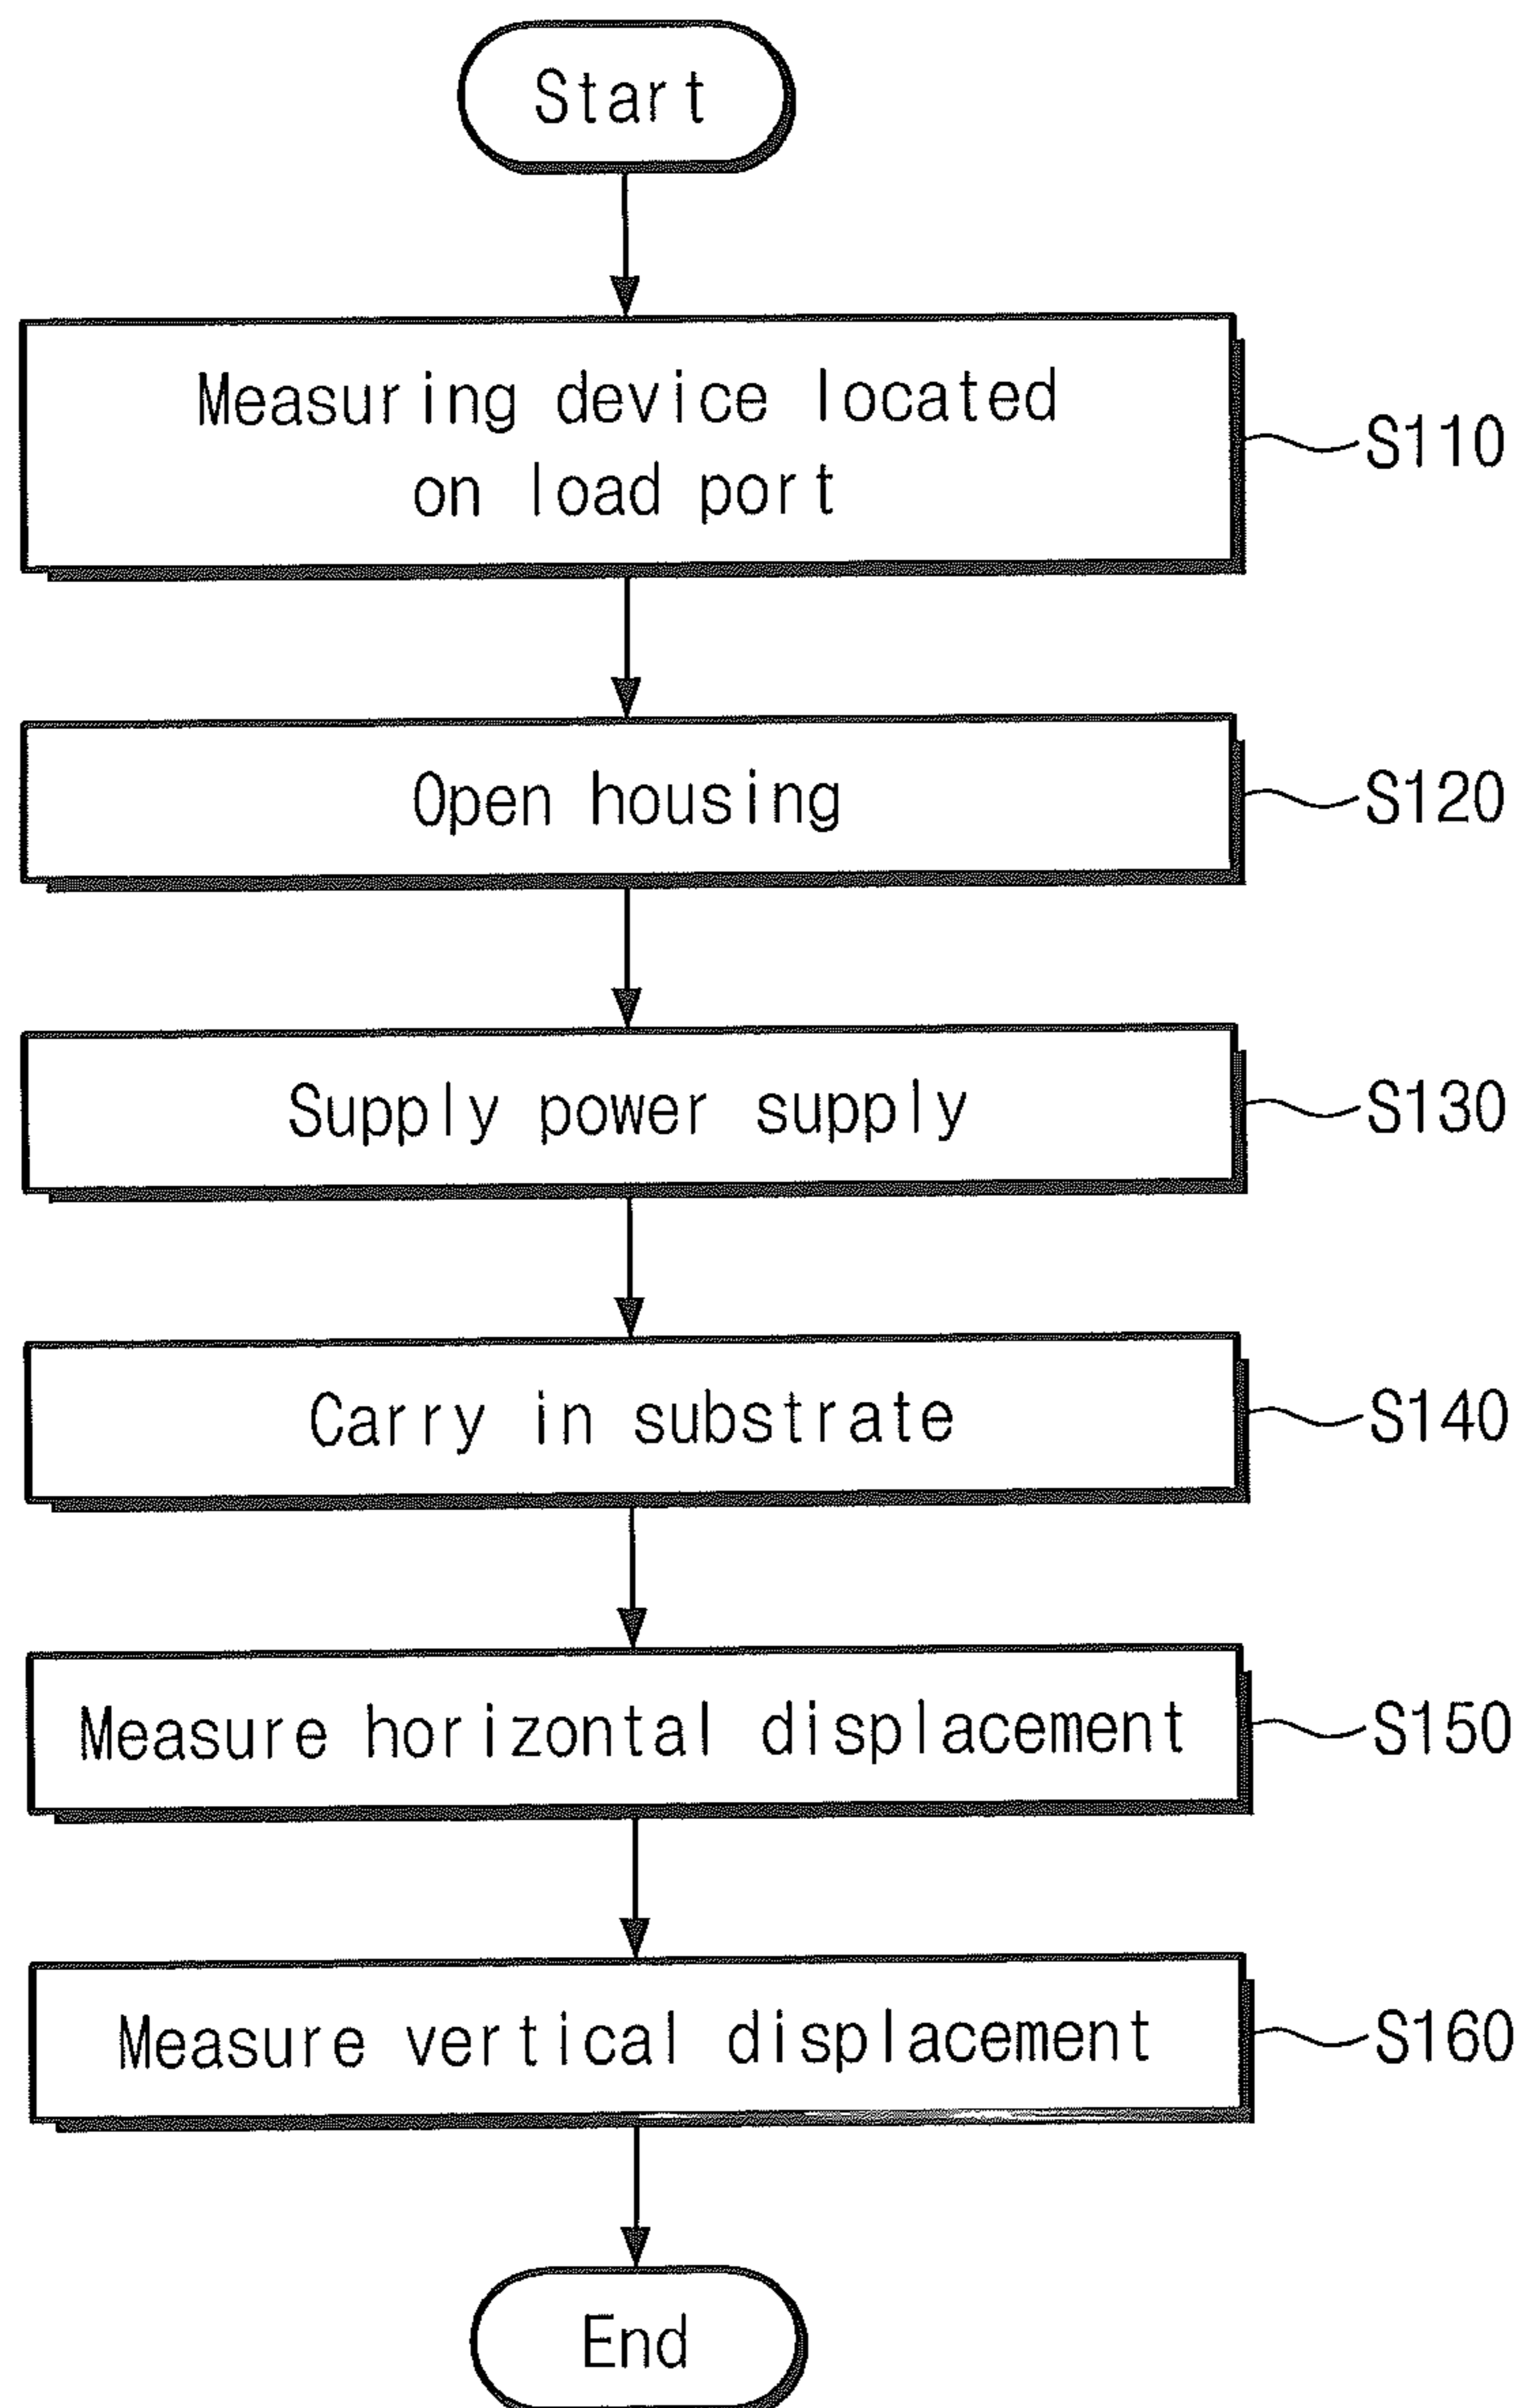 Start
Measuring device located
on load port
S110
Open housing
S120
Supply power supply
S130
Carry in substrate
S140
Measure horizontal displacement
S150
Measure vertical displacement
S160
End